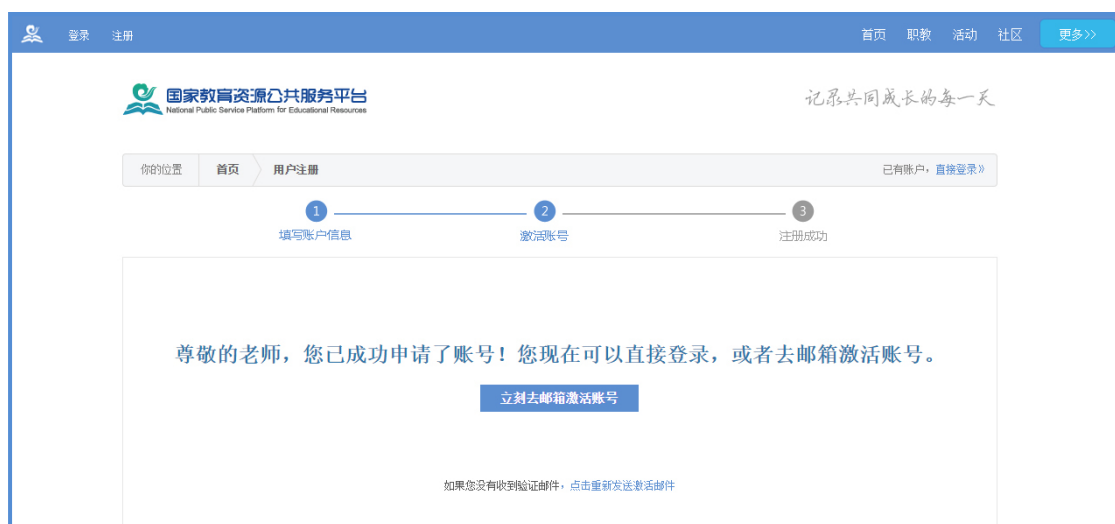 登录 注册 首页 职教 活动 社区 更多>>
国家教育资源公共服务平台
National Public Service Platform for Educational Resources
记录共同成长的每一天
你的位置 首页 用户注册 已有账户，直接登录》
1 2 3
填写账户信息 激活账号 注册成功
尊敬的老师，您已成功申请了账号！您现在可以直接登录，或者去邮箱激活账号。
立刻去邮箱激活账号
如果您没有收到验证邮件，点击重新发送激活邮件